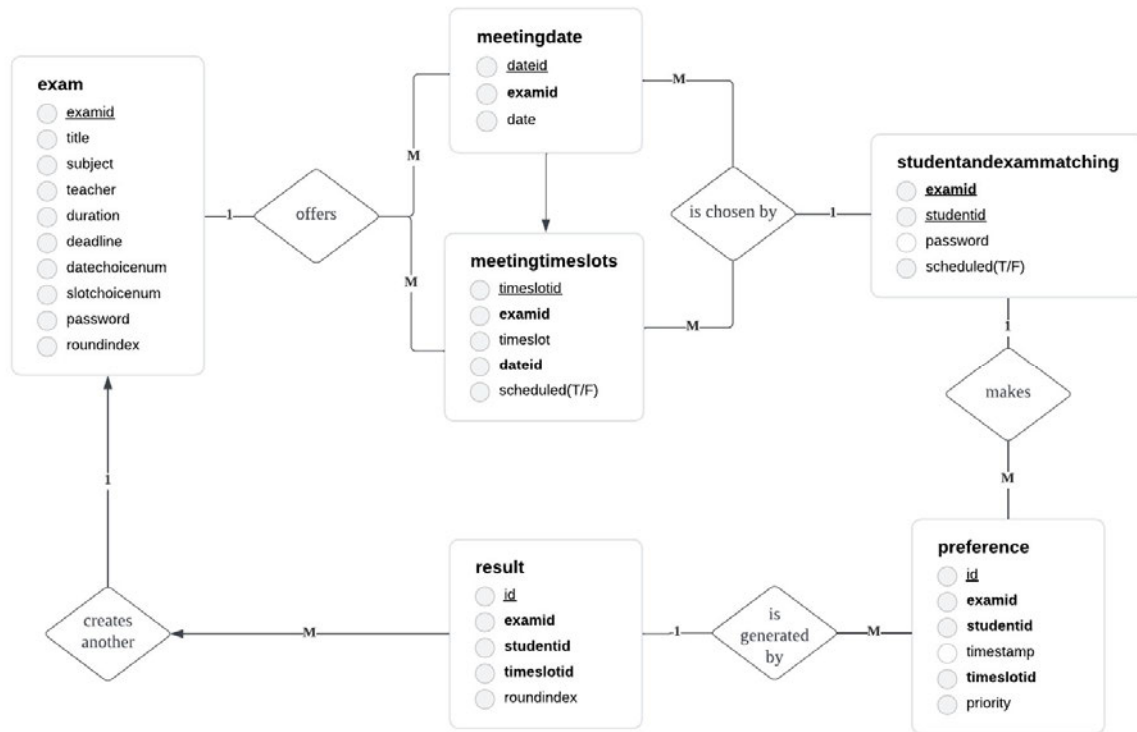 exam
examid
title
subject
teacher
duration
deadline
datechoicenum
slotchoicenum
password
roundindex
1
offers
M
M
meetingdate
dateid
examid
date
meetingtimeslots
timeslotid
examid
timeslot
dateid
scheduled(T/F)
M
M
is chosen by
1
studentandexammatching
examid
studentid
password
scheduled(T/F)
1
makes
M
preference
id
examid
studentid
timestamp
timeslotid
priority
M
is
generated
by
1
result
id
examid
studentid
timeslotid
roundindex
M
creates
another
1